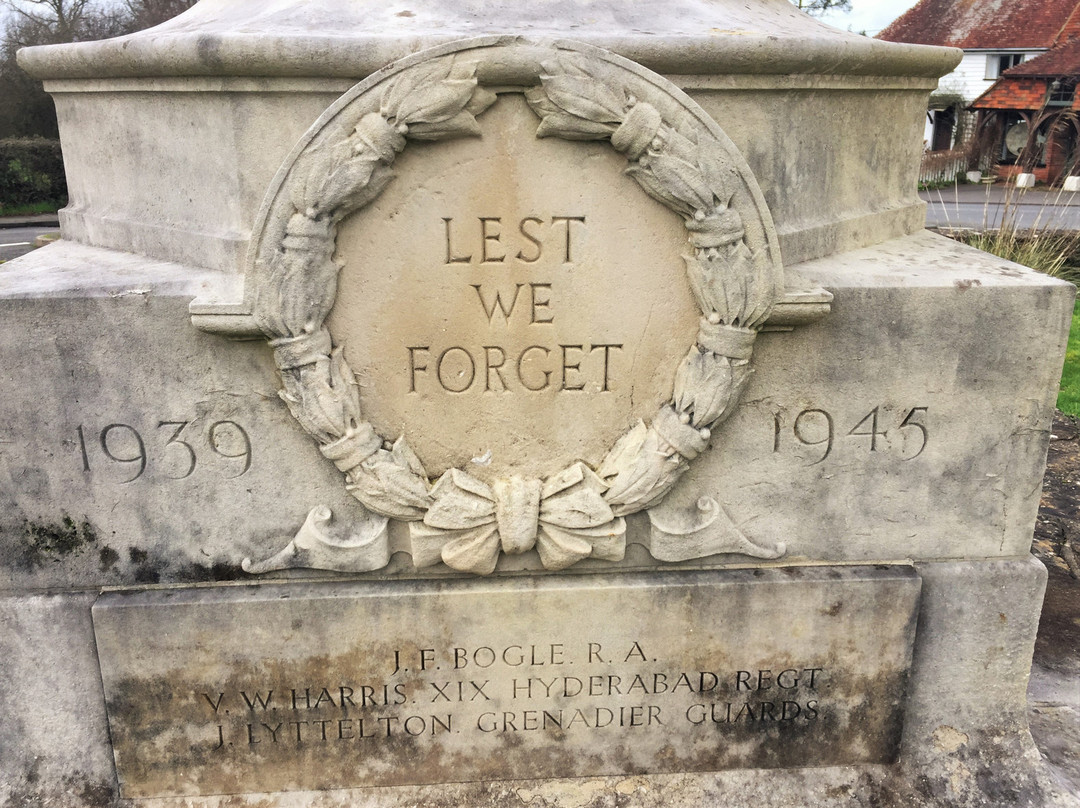 LEST
WE
FORGET
1939
1945
J. F. BOGLE. R. A.
V. W. HARRIS. XIX HYDERABAD REGT.
J. LYTTELTON. GRENADIER GUARDS.